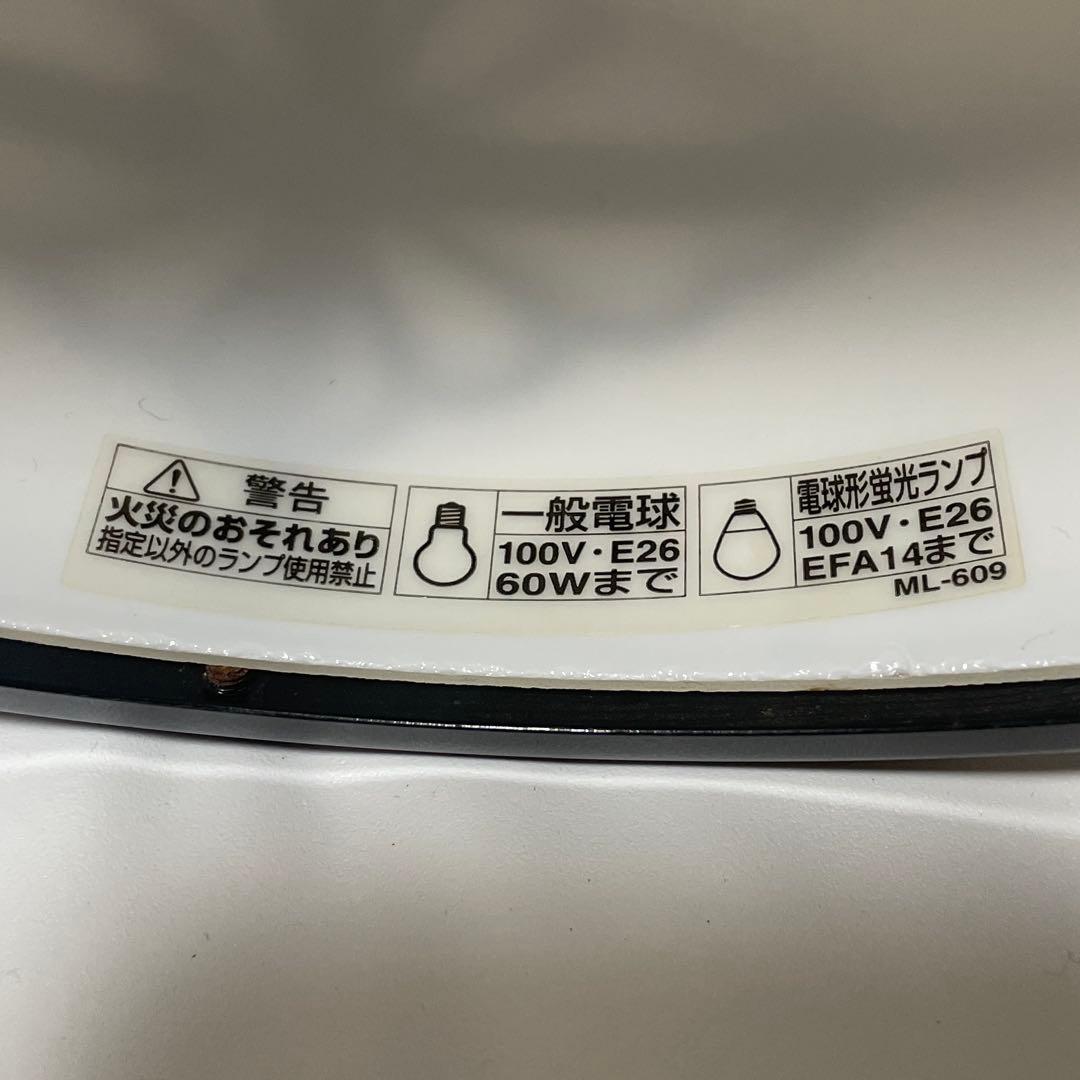 警告
火災のおそれあり
指定以外のランプ使用禁止
一般電球
100V・E26
60Wまで
電球形蛍光ランプ
100V・E26
EFA14まで
ML-609